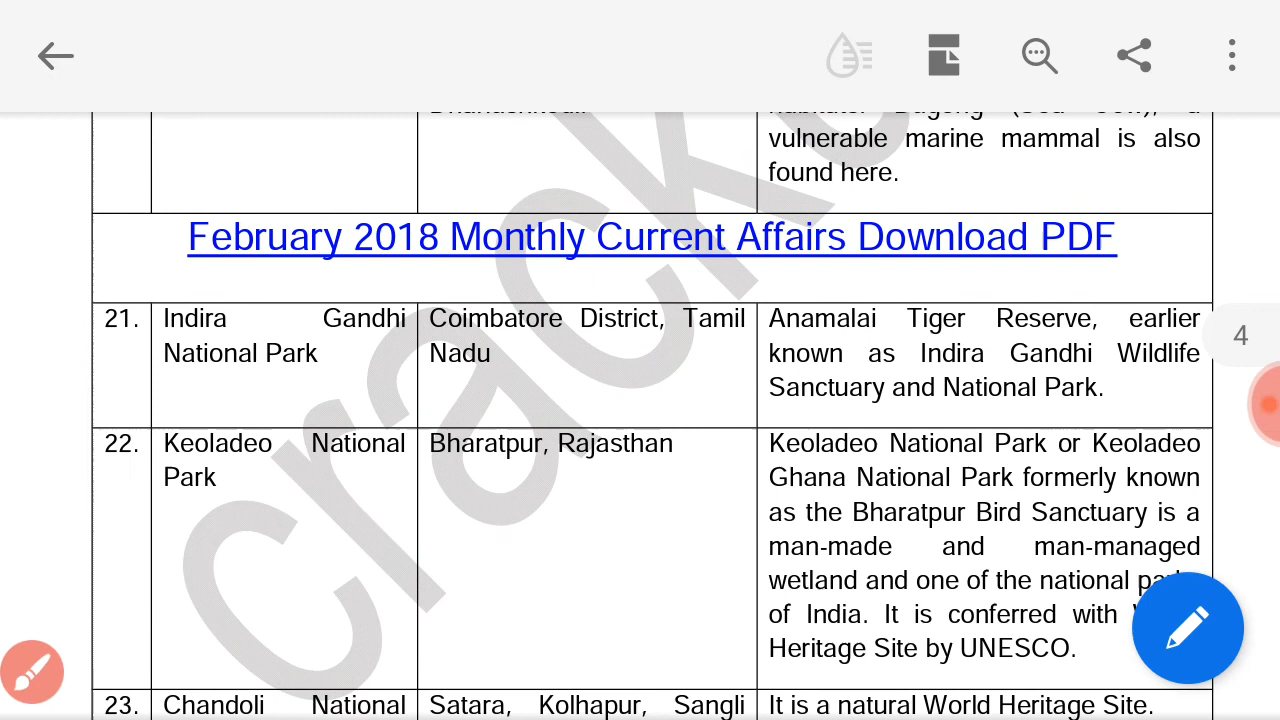 vulnerable marine mammal is also
found here.
February 2018 Monthly Current Affairs Download PDF
21. Indira Gandhi National Park
Coimbatore District, Tamil Nadu
Anamalai Tiger Reserve, earlier
known as Indira Gandhi Wildlife
Sanctuary and National Park.
4
22. Keoladeo National Park
Bharatpur, Rajasthan
Keoladeo National Park or Keoladeo
Ghana National Park formerly known
as the Bharatpur Bird Sanctuary is a
man-made and man-managed
wetland and one of the national
of India. It is conferred with
Heritage Site by UNESCO.
23. Chandoli National
Satara, Kolhapur, Sangli
It is a natural World Heritage Site.